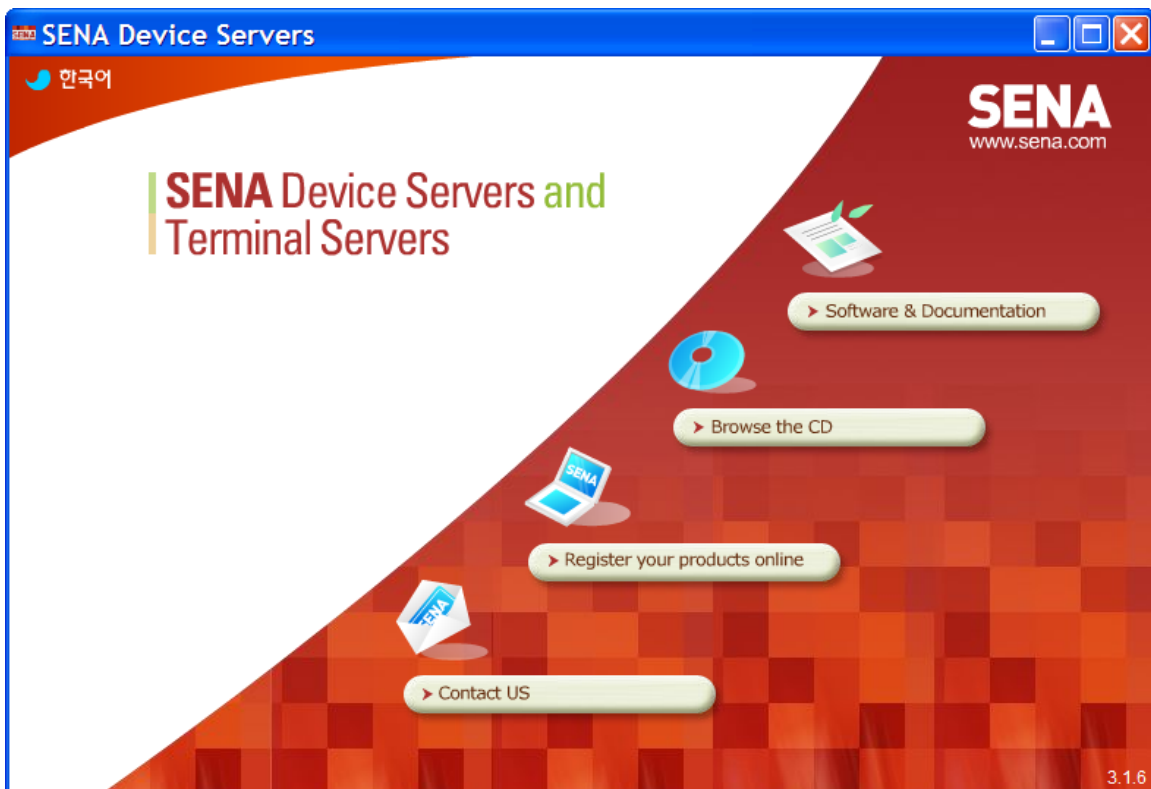 SENA Device Servers
한국어
SENA
www.sena.com
SENA Device Servers and
Terminal Servers
Software & Documentation
Browse the CD
SENA
Register your products online
SENA
Contact US
3.1.6